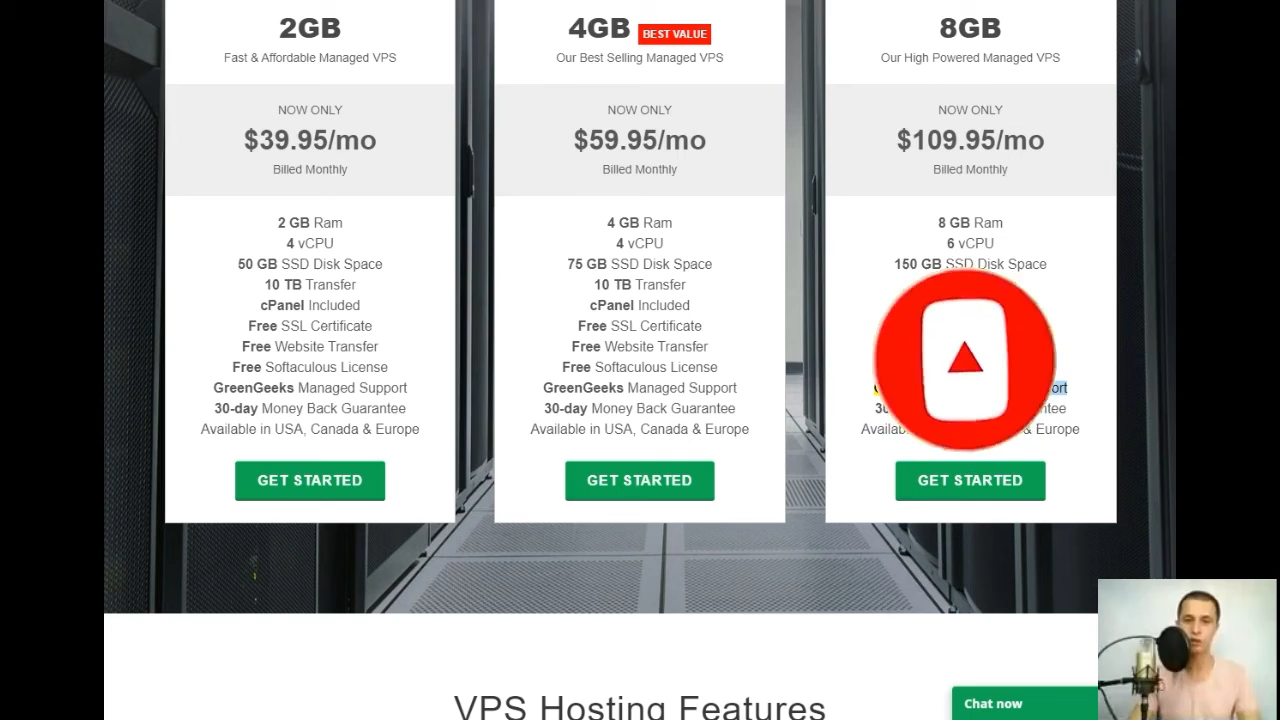 2GB
Fast & Affordable Managed VPS
NOW ONLY
$39.95/mo
Billed Monthly
2 GB Ram
4 vCPU
50 GB SSD Disk Space
10 TB Transfer
cPanel Included
Free SSL Certificate
Free Website Transfer
Free Softaculous License
GreenGeeks Managed Support
30-day Money Back Guarantee
Available in USA, Canada & Europe
GET STARTED
4GB BEST VALUE
Our Best Selling Managed VPS
NOW ONLY
$59.95/mo
Billed Monthly
4 GB Ram
4 vCPU
75 GB SSD Disk Space
10 TB Transfer
cPanel Included
Free SSL Certificate
Free Website Transfer
Free Softaculous License
GreenGeeks Managed Support
30-day Money Back Guarantee
Available in USA, Canada & Europe
GET STARTED
8GB
Our High Powered Managed VPS
NOW ONLY
$109.95/mo
Billed Monthly
8 GB Ram
6 vCPU
150 GB SSD Disk Space
& Europe
GET STARTED
VPS Hosting Features
Chat now